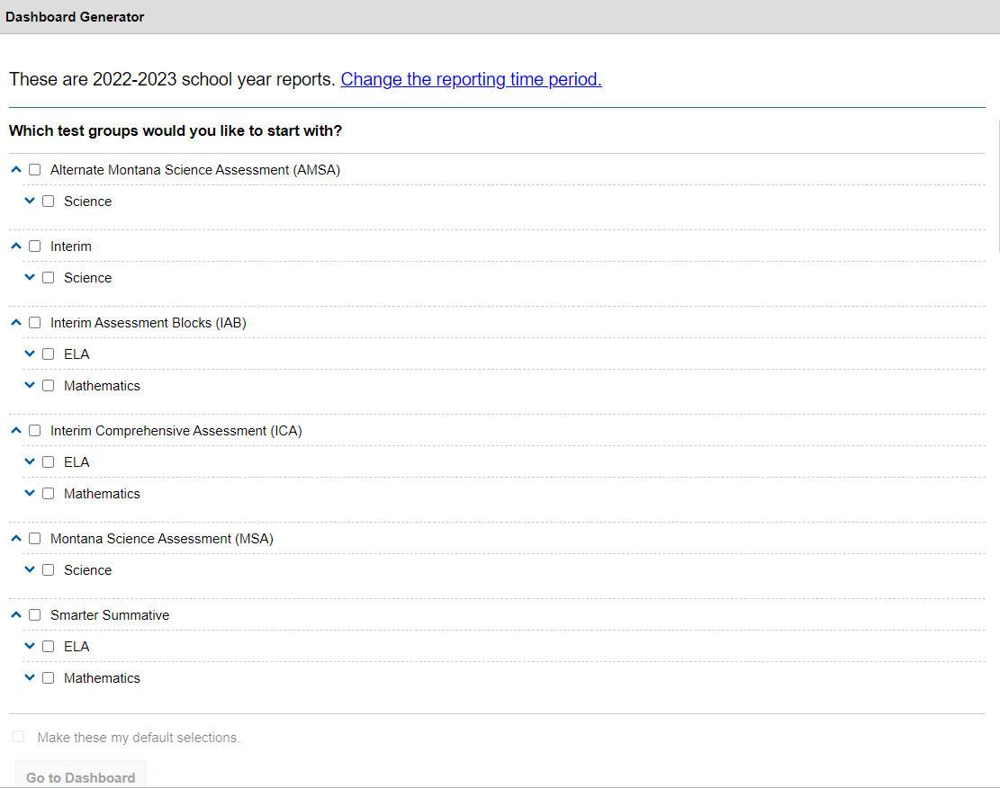 Dashboard Generator
These are 2022-2023 school year reports. Change the reporting time period.
Which test groups would you like to start with?
Alternate Montana Science Assessment (AMSA)
Science
Interim
Science
Interim Assessment Blocks (IAB)
ELA
Mathematics
Interim Comprehensive Assessment (ICA)
ELA
Mathematics
Montana Science Assessment (MSA)
Science
Smarter Summative
ELA
Mathematics
Make these my default selections.
Go to Dashboard